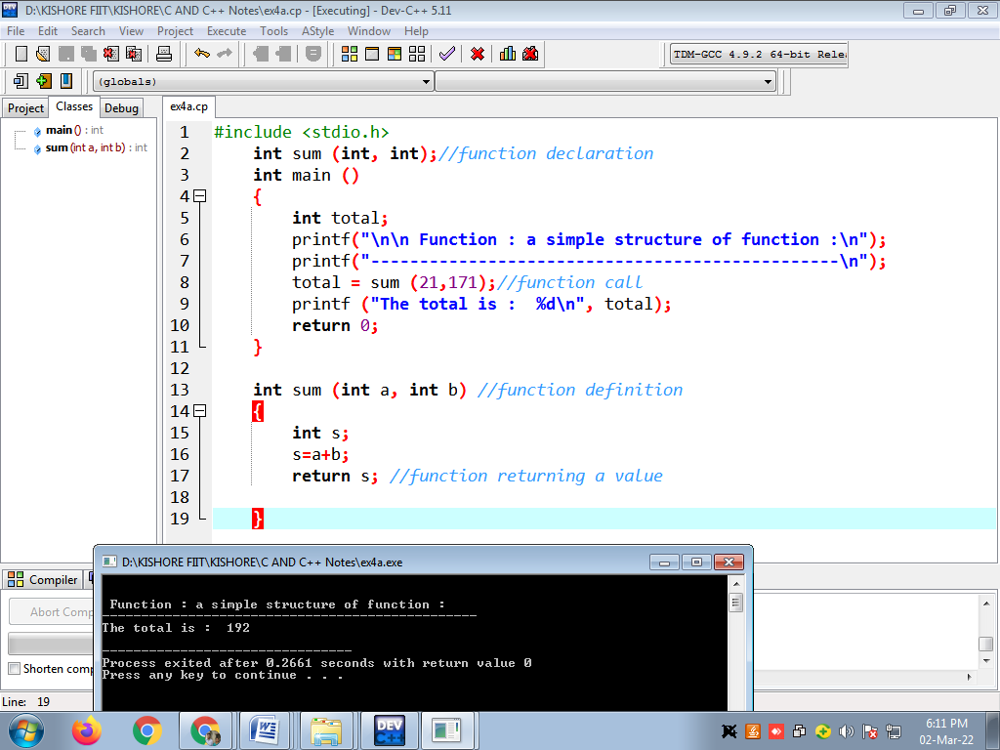 D:\KISHORE FIIT\KISHORE\C AND C++ Notes\ex4a.cp - [Executing] - Dev-C++ 5.11
File Edit Search View Project Execute Tools AStyle Window Help
TDM-GCC 4.9.2 64-bit Rele
(globals)
Project Classes Debug
ex4a.cp
main () : int
sum (int a, int b) : int
1 #include <stdio.h>
2 int sum (int, int);//function declaration
3 int main ()
4 {
5 int total;
6 printf("\n\n Function : a simple structure of function :\n");
7 printf("------------------------------------------------\n");
8 total = sum (21,171);//function call
9 printf ("The total is :  %d\n", total);
10 return 0;
11 }
12
13 int sum (int a, int b) //function definition
14 {
15 int s;
16 s=a+b;
17 return s; //function returning a value
18
19 }
D:\KISHORE FIIT\KISHORE\C AND C++ Notes\ex4a.exe
Compiler
Abort Comp
Shorten comp
Function : a simple structure of function :
------------------------------------------------
The total is :  192
--------------------------------
Process exited after 0.2661 seconds with return value 0
Press any key to continue . . .
Line: 19
DEV C++
6:11 PM
02-Mar-22